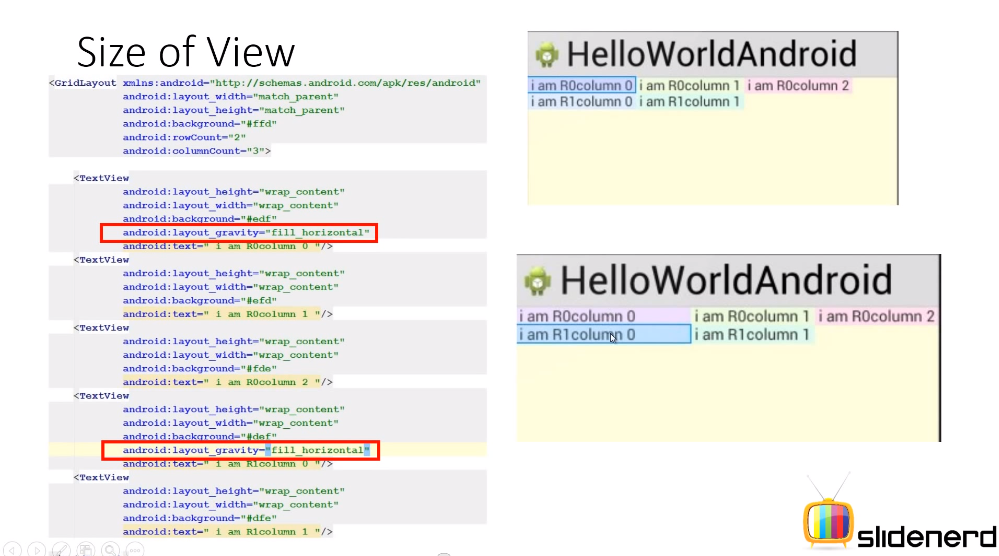 Size of View
<GridLayout xmlns:android="http://schemas.android.com/apk/res/android"
android:layout_width="match_parent"
android:layout_height="match_parent"
android:background="#ffd"
android:rowCount="2"
android:columnCount="3">
<TextView
android:layout_height="wrap_content"
android:layout_width="wrap_content"
android:background="#edf"
android:layout_gravity="fill_horizontal"
android:text=" i am R0column 0 "/>
<TextView
android:layout_height="wrap_content"
android:layout_width="wrap_content"
android:background="#efd"
android:text=" i am R0column 1 "/>
<TextView
android:layout_height="wrap_content"
android:layout_width="wrap_content"
android:background="#fde"
android:text=" i am R0column 2 "/>
<TextView
android:layout_height="wrap_content"
android:layout_width="wrap_content"
android:background="#def"
android:layout_gravity="fill_horizontal"
android:text=" i am R1column 0 "/>
<TextView
android:layout_height="wrap_content"
android:layout_width="wrap_content"
android:background="#dfe"
android:text=" i am R1column 1 "/>
HelloWorldAndroid
i am R0column 0 i am R0column 1 i am R0column 2
i am R1column 0 i am R1column 1
HelloWorldAndroid
i am R0column 0 i am R0column 1 i am R0column 2
i am R1column 0 i am R1column 1
slidenerd